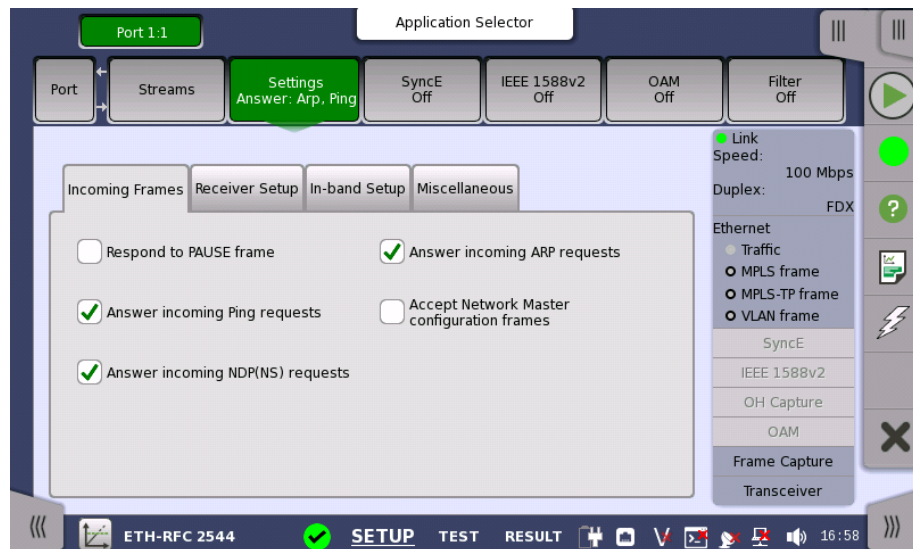 Port 1:1
Application Selector
Port
Streams
Settings
Answer: Arp, Ping
SyncE
Off
IEEE 1588v2
Off
OAM
Off
Filter
Off
Incoming Frames
Receiver Setup
In-band Setup
Miscellaneous
Respond to PAUSE frame
Answer incoming ARP requests
Answer incoming Ping requests
Accept Network Master
configuration frames
Answer incoming NDP(NS) requests
Link
Speed:
100 Mbps
Duplex:
FDX
Ethernet
Traffic
MPLS frame
MPLS-TP frame
VLAN frame
SyncE
IEEE 1588v2
OH Capture
OAM
Frame Capture
Transceiver
ETH-RFC 2544
SETUP
TEST
RESULT
16:58